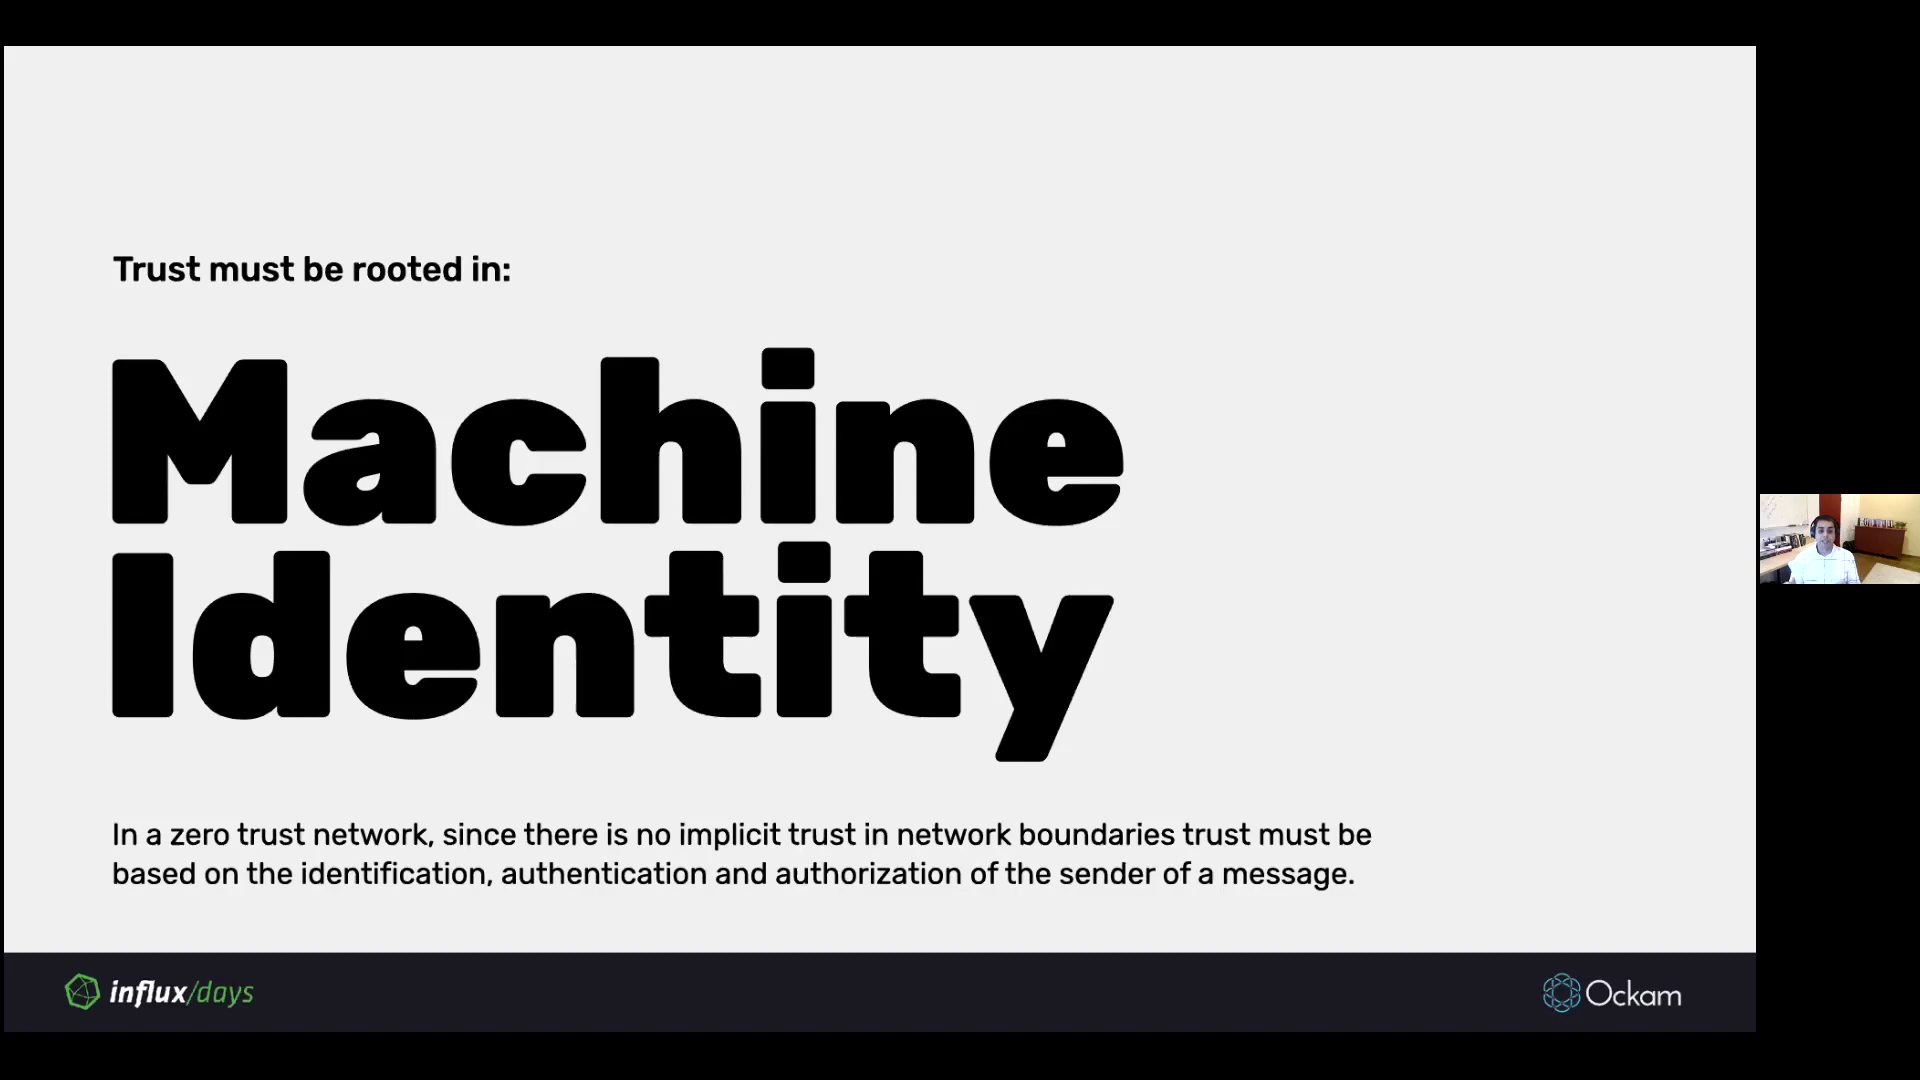 Trust must be rooted in:
Machine
Identity
In a zero trust network, since there is no implicit trust in network boundaries trust must be
based on the identification, authentication and authorization of the sender of a message.
influx/days
Ockam